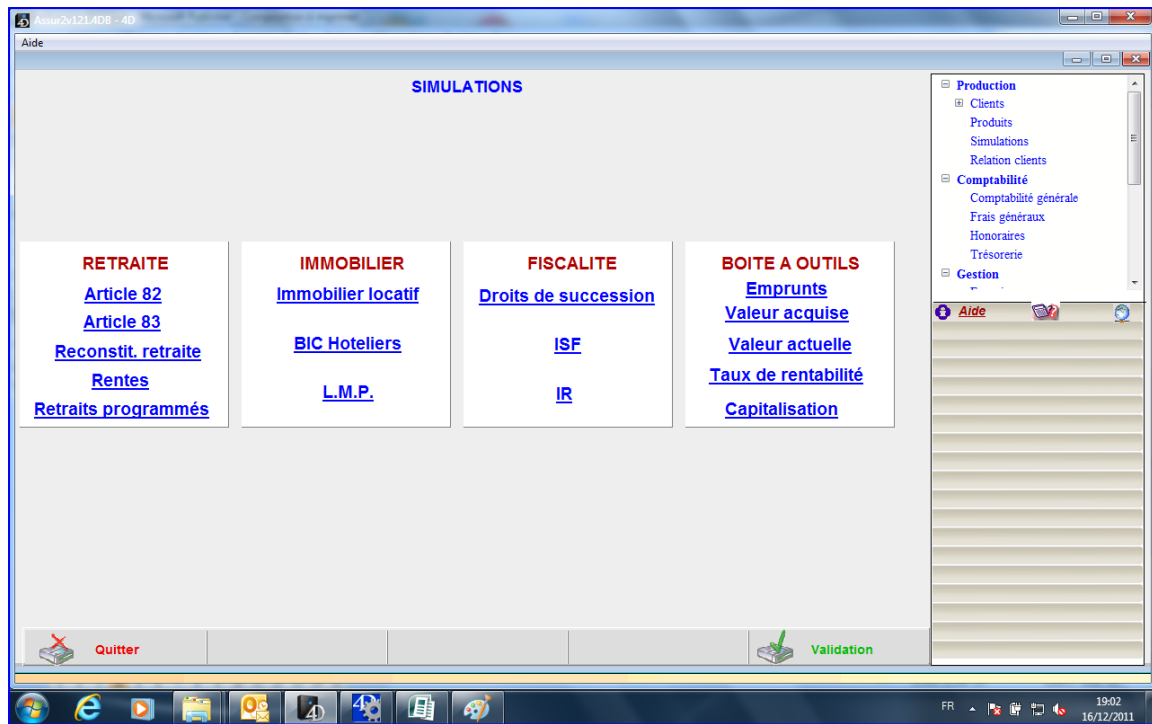 Assur2v121.4DB - 4D
Aide
SIMULATIONS
RETRAITE
Article 82
Article 83
Reconstit. retraite
Rentes
Retraits programmés
IMMOBILIER
Immobilier locatif
BIC Hoteliers
L.M.P.
FISCALITE
Droits de succession
ISF
IR
BOITE A OUTILS
Emprunts
Valeur acquise
Valeur actuelle
Taux de rentabilité
Capitalisation
Production
Clients
Produits
Simulations
Relation clients
Comptabilité
Comptabilité générale
Frais généraux
Honoraires
Trésorerie
Gestion
Aide
Quitter
Validation
FR
19:02
16/12/2011